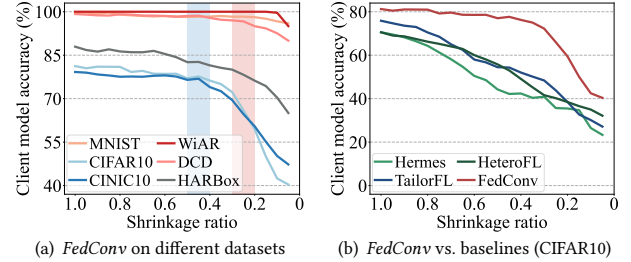 Client model accuracy (%)
100
85
70
55
40
MNIST
WiAR
CIFAR10
DCD
CINIC10
HARBox
1.0 0.8 0.6 0.4 0.2 0
Shrinkage ratio
(a) FedConv on different datasets
Client model accuracy (%)
80
60
40
20
0
Hermes
HeteroFL
TailorFL
FedConv
1.0 0.8 0.6 0.4 0.2 0
Shrinkage ratio
(b) FedConv vs. baselines (CIFAR10)